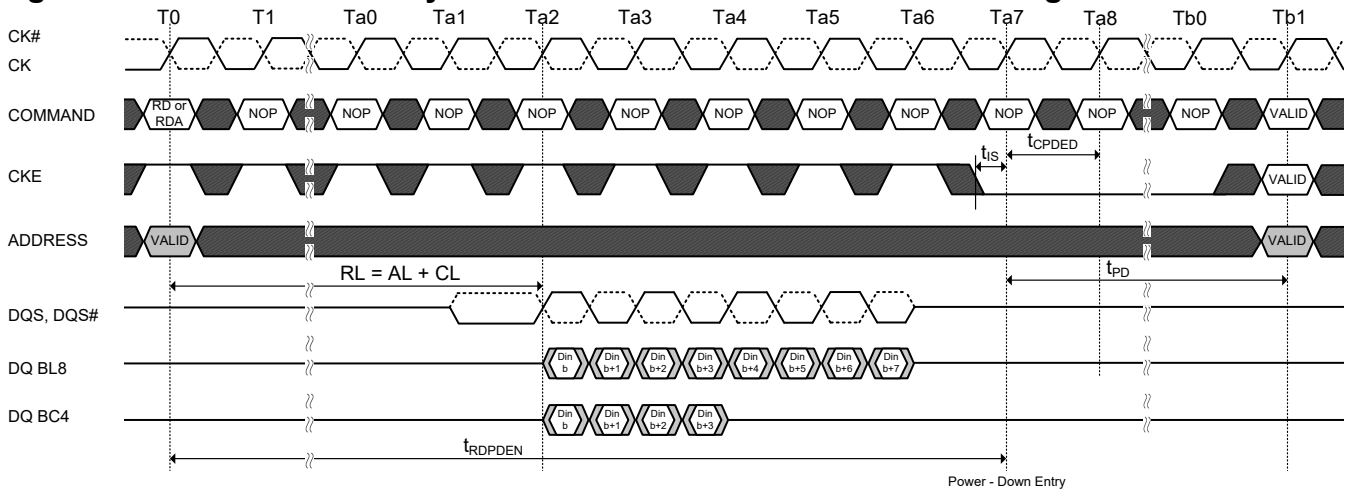 T0 T1 Ta0 Ta1 Ta2 Ta3 Ta4 Ta5 Ta6 Ta7 Ta8 Tb0 Tb1
CK#
CK
COMMAND RD or RDA NOP NOP NOP NOP NOP NOP NOP NOP NOP NOP NOP VALID
tIS tCPDED
CKE VALID
ADDRESS VALID VALID
RL = AL + CL tPD
DQS, DQS#
DQ BL8 Din b Din b+1 Din b+2 Din b+3 Din b+4 Din b+5 Din b+6 Din b+7
DQ BC4 Din b Din b+1 Din b+2 Din b+3
tRDPDEN
Power - Down Entry